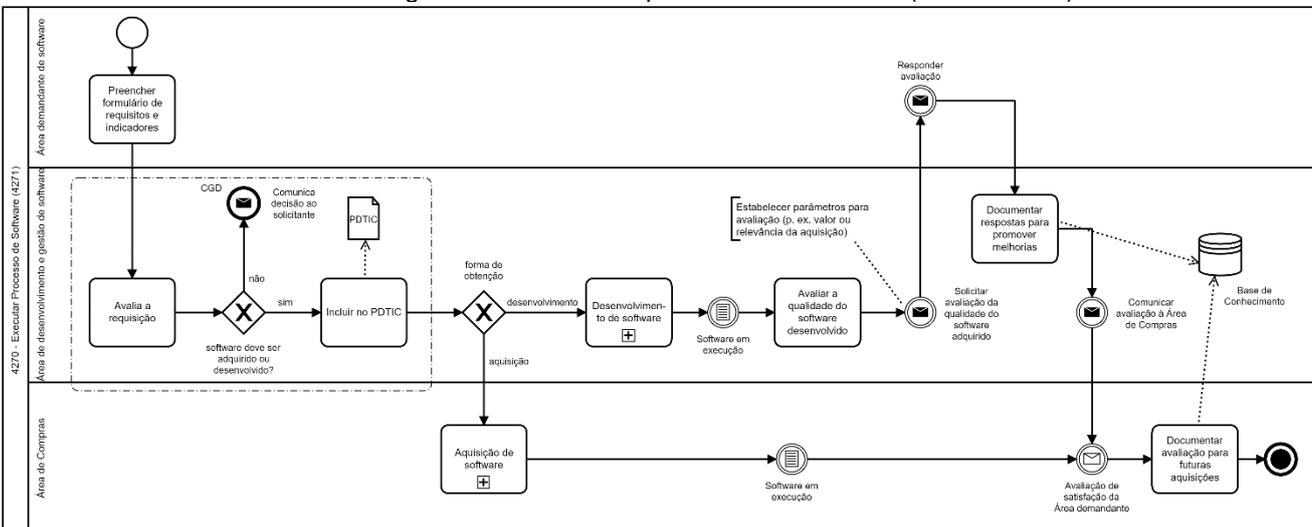 4270 - Executar Processo de Software (4271)
Área demandante de software
Preencher
formulário de
requisitos e
indicadores
Responder
avaliação
Área de desenvolvimento e gestão de software
CGD
Comunica
decisão ao
solicitante
PDTIC
não
Avalia a
requisição
sim
software deve ser
adquirido ou
desenvolvido?
Incluir no PDTIC
forma de
obtenção
desenvolvimento
aquisição
Desenvolvimen-
to de software
Software em
execução
Avaliar a
qualidade do
software
desenvolvido
Estabelecer parâmetros para
avaliação (p. ex. valor ou
relevância da aquisição)
Solicitar
avaliação da
qualidade do
software
adquirido
Documentar
respostas para
promover
melhorias
Comunicar
avaliação à Área
de Compras
Base de
Conhecimento
Área de Compras
Aquisição de
software
Software em
execução
Avaliação de
satisfação da
Área demandante
Documentar
avaliação para
futuras
aquisições